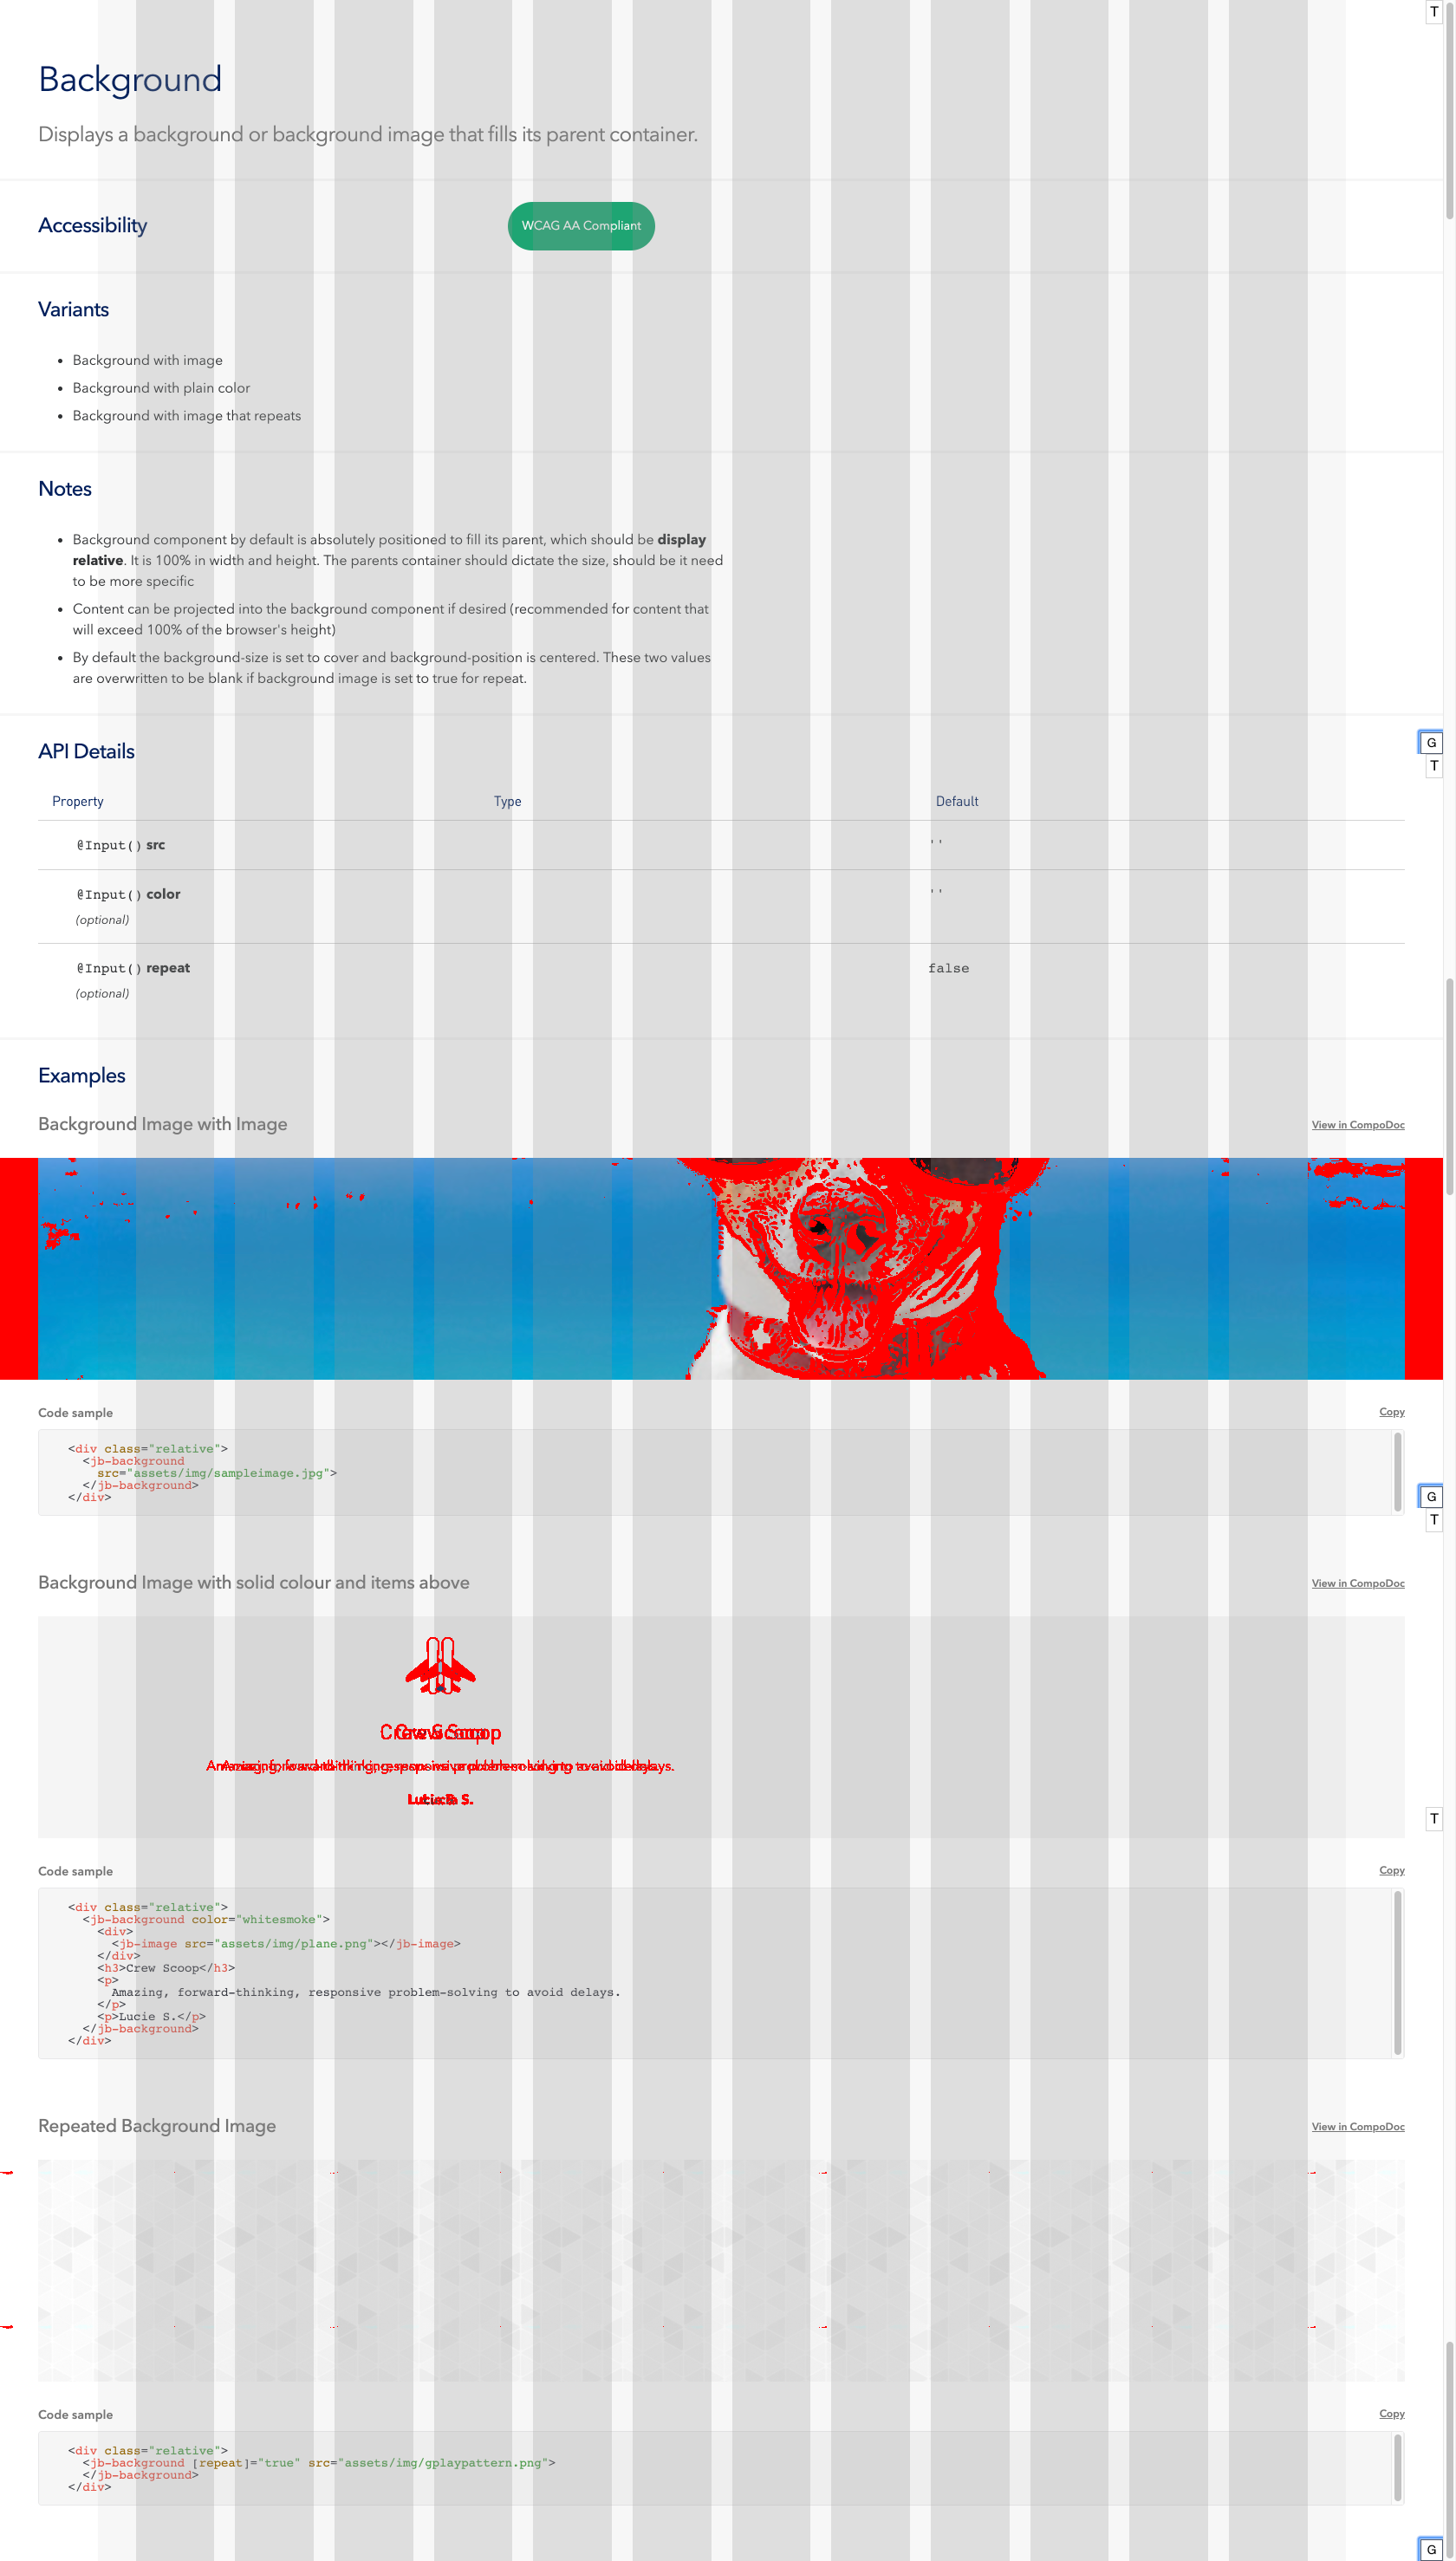 T
Background
Displays a background or background image that fills its parent container.
Accessibility
WCAG AA Compliant
Variants
• Background with image
• Background with plain color
• Background with image that repeats
Notes
• Background component by default is absolutely positioned to fill its parent, which should be display
relative. It is 100% in width and height. The parents container should dictate the size, should be it need
to be more specific
• Content can be projected into the background component if desired (recommended for content that
will exceed 100% of the browser's height)
• By default the background-size is set to cover and background-position is centered. These two values
are overwritten to be blank if background image is set to true for repeat.
API Details
G
T
Property Type Default
@Input() src ''
@Input() color ''
(optional)
@Input() repeat false
(optional)
Examples
Background Image with Image View in CompoDoc
Code sample Copy
<div class="relative">
<jb-background
src="assets/img/sampleimage.jpg">
</jb-background>
</div>
G
T
Background Image with solid colour and items above View in CompoDoc
T
Code sample Copy
<div class="relative">
<jb-background color="whitesmoke">
<div>
<jb-image src="assets/img/plane.png"></jb-image>
</div>
<h3>Crew Scoop</h3>
<p>
Amazing, forward-thinking, responsive problem-solving to avoid delays.
</p>
<p>Lucie S.</p>
</jb-background>
</div>
Repeated Background Image View in CompoDoc
Code sample Copy
<div class="relative">
<jb-background [repeat]="true" src="assets/img/gplaypattern.png">
</jb-background>
</div>
G